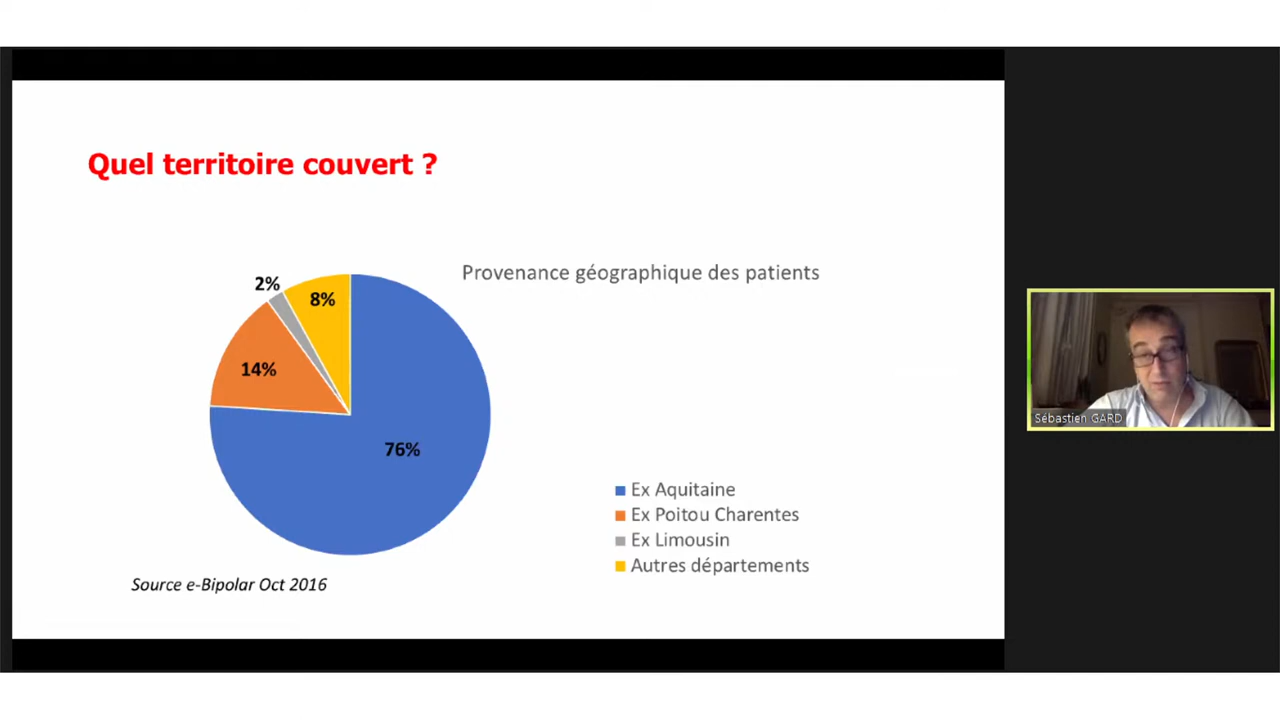 Quel territoire couvert ?
Provenance géographique des patients
2%
8%
14%
76%
Ex Aquitaine
Ex Poitou Charentes
Ex Limousin
Autres départements
Source e-Bipolar Oct 2016
Sébastien GARD